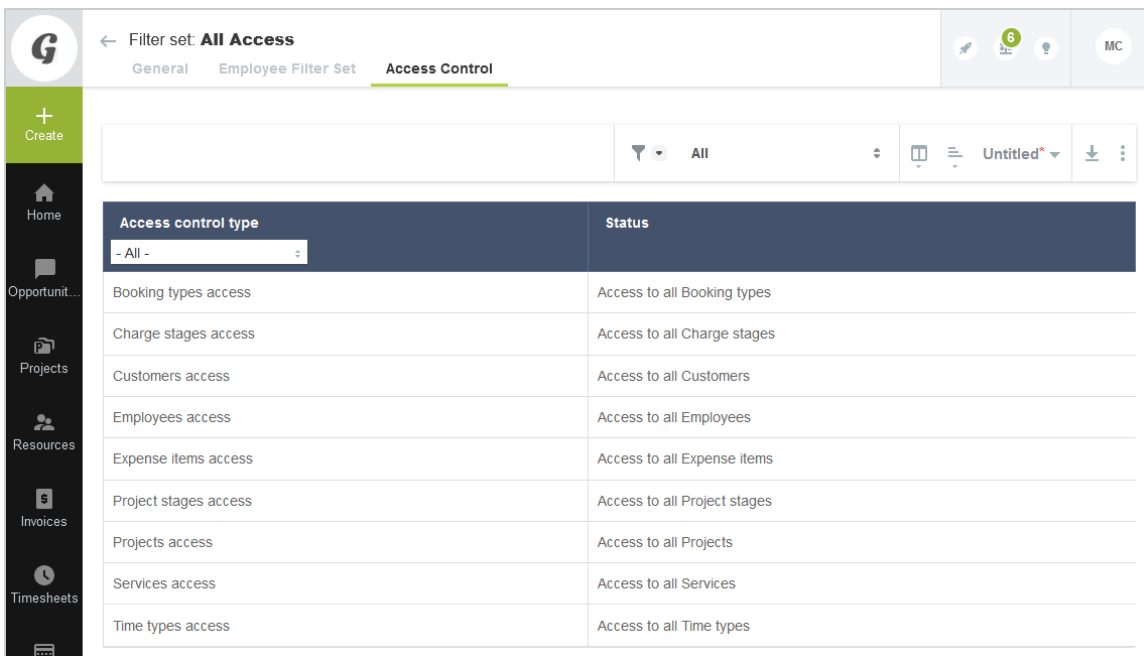 G
← Filter set: All Access
6
MC
General Employee Filter Set Access Control
+
Create
All
Untitled*
Home
Access control type Status
- All -
Opportunit...
Booking types access Access to all Booking types
Charge stages access Access to all Charge stages
Projects
Customers access Access to all Customers
Employees access Access to all Employees
Resources
Expense items access Access to all Expense items
Project stages access Access to all Project stages
Invoices
Projects access Access to all Projects
Services access Access to all Services
Timesheets
Time types access Access to all Time types